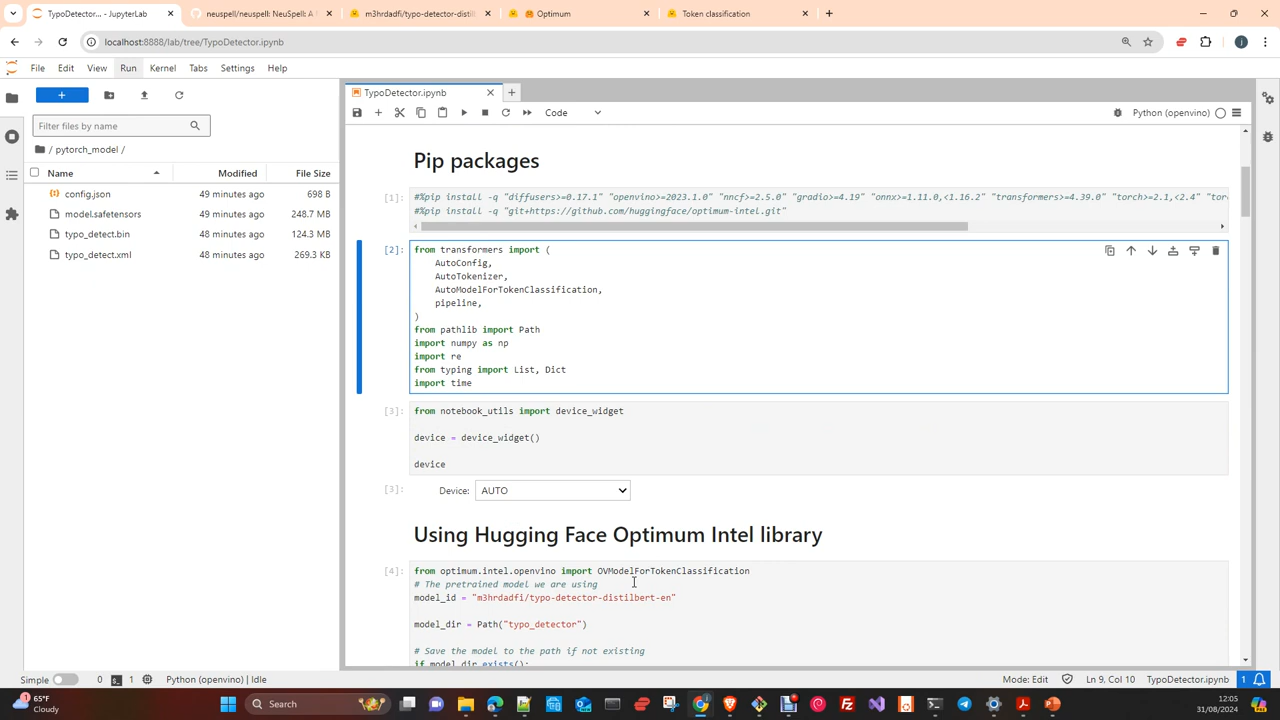 TypoDetector... - JupyterLab
neuspell/neuspell: NeuSpell: A
m3hrdadfi/typo-detector-distil
Optimum
Token classification
localhost:8888/lab/tree/TypoDetector.ipynb
File Edit View Run Kernel Tabs Settings Help
TypoDetector.ipynb
Code
Python (openvino)
Filter files by name
/ pytorch_model /
Name Modified File Size
config.json 49 minutes ago 698 B
model.safetensors 49 minutes ago 248.7 MB
typo_detect.bin 48 minutes ago 124.3 MB
typo_detect.xml 48 minutes ago 269.3 KB
Pip packages
[1]:
#%pip install -q "diffusers>=0.17.1" "openvino>=2023.1.0" "nncf>=2.5.0" "gradio>=4.19" "onnx>=1.11.0,<1.16.2" "transformers>=4.39.0" "torch>=2.1,<2.4" "tor
#%pip install -q "git+https://github.com/huggingface/optimum-intel.git"
[2]:
from transformers import (
AutoConfig,
AutoTokenizer,
AutoModelForTokenClassification,
pipeline,
)
from pathlib import Path
import numpy as np
import re
from typing import List, Dict
import time
[3]:
from notebook_utils import device_widget
device = device_widget()
device
[3]:
Device: AUTO
Using Hugging Face Optimum Intel library
[4]:
from optimum.intel.openvino import OVModelForTokenClassification
# The pretrained model we are using
model_id = "m3hrdadfi/typo-detector-distilbert-en"
model_dir = Path("typo_detector")
# Save the model to the path if not existing
if model_dir.exists():
Simple 0 1 Python (openvino) | Idle
Mode: Edit Ln 9, Col 10 TypoDetector.ipynb 1
65°F
Cloudy
Search
12:05
31/08/2024